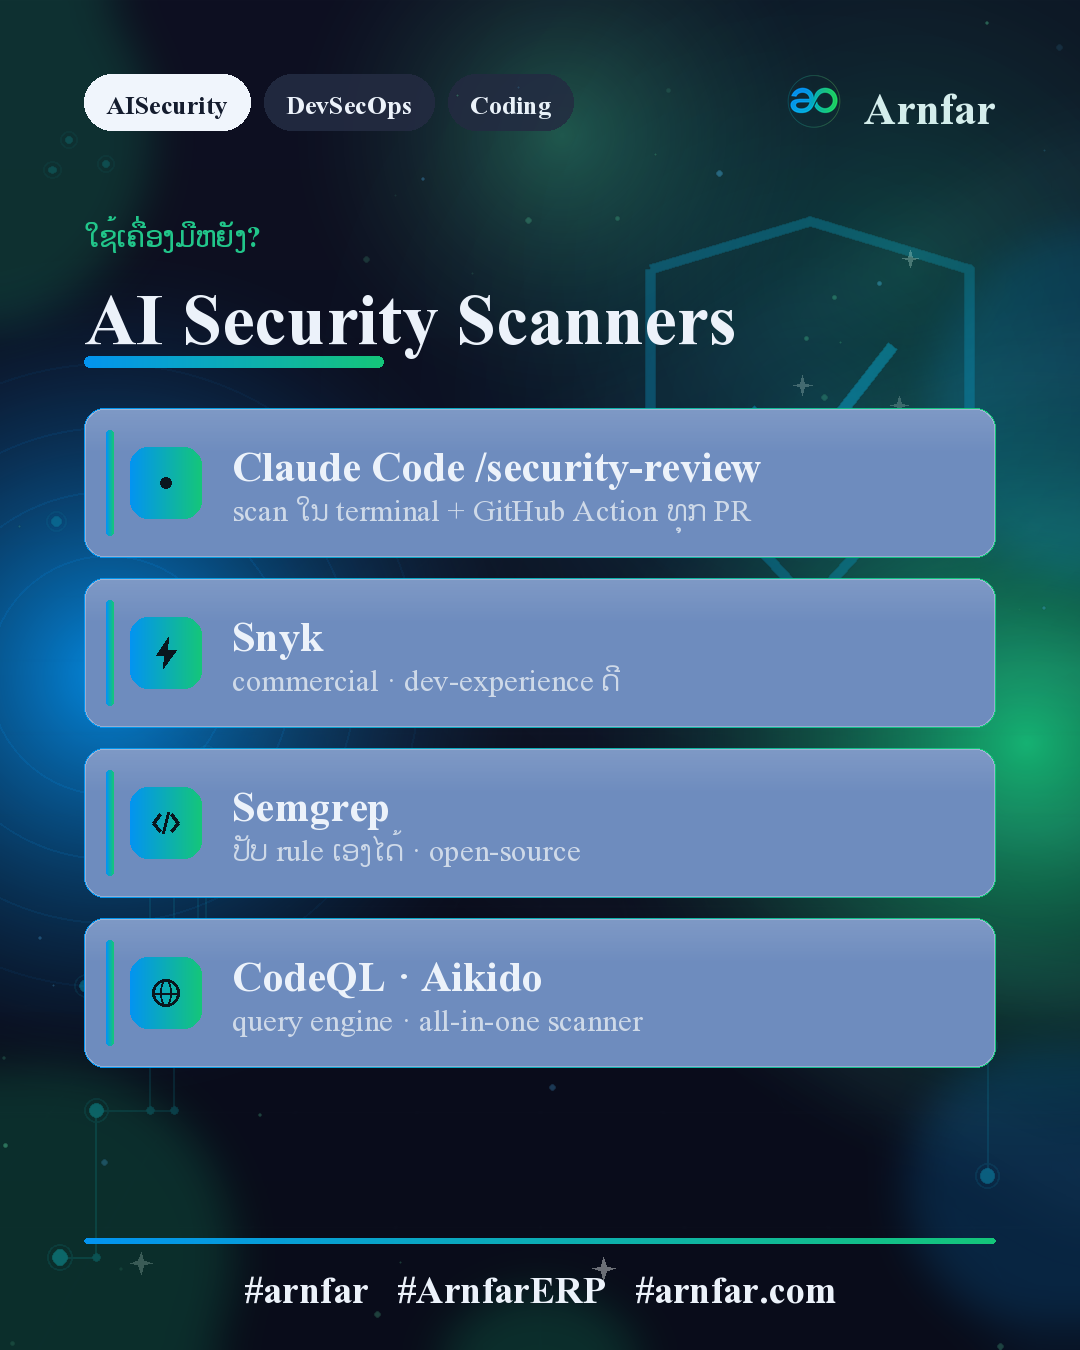 AISecurity DevSecOps Coding
Arnfar
ໃຊ້ເຄື່ອງມືຫຍັງ?
AI Security Scanners
Claude Code /security-review
scan ໃນ terminal + GitHub Action ທຸກ PR
Snyk
commercial · dev-experience ດີ
Semgrep
ປັບ rule ເອງໄດ້ · open-source
CodeQL · Aikido
query engine · all-in-one scanner
#arnfar #ArnfarERP #arnfar.com